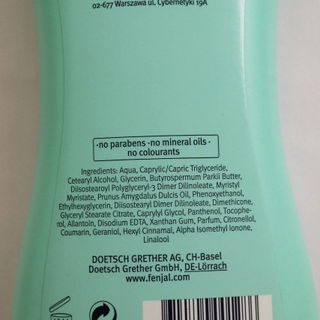 02-677 Warszawa ul. Cybernetyki 19A
·no parabens ·no mineral oils ·
no colourants
Ingredients: Aqua, Caprylic/Capric Triglyceride,
Cetearyl Alcohol, Glycerin, Butyrospermum Parkii Butter,
Diisostearoyl Polyglyceryl-3 Dimer Dilinoleate, Myristyl
Myristate, Prunus Amygdalus Dulcis Oil, Phenoxyethanol,
Ethylhexylglycerin, Diisostearyl Dimer Dilinoleate, Dimethicone,
Glyceryl Stearate Citrate, Caprylyl Glycol, Panthenol, Tocophe-
rol, Allantoin, Disodium EDTA, Xanthan Gum, Parfum, Citronellol,
Coumarin, Geraniol, Hexyl Cinnamal, Alpha Isomethyl Ionone,
Linalool
DOETSCH GRETHER AG, CH-Basel
Doetsch Grether GmbH, DE-Lörrach
www.fenjal.com